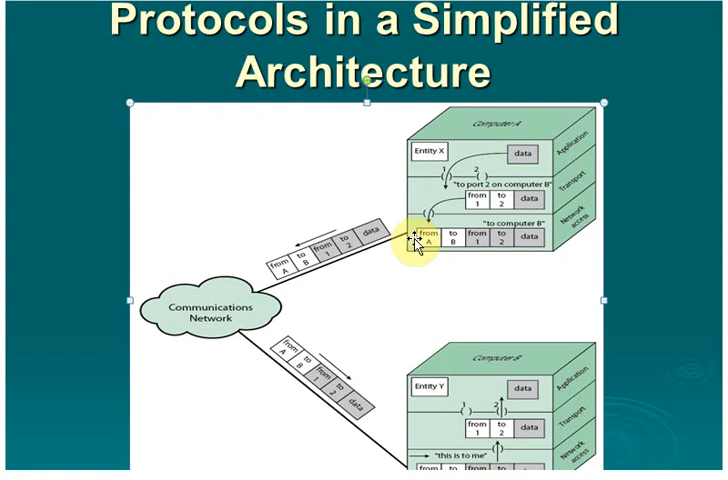 Protocols in a Simplified
Architecture
Computer A
Entity X
data
Application
1
2
"to port 2 on computer B"
Transport
from
1
to
2
data
"to computer B"
Network
access
from
A
to
B
from
1
to
2
data
from
A
to
B
from
1
to
2
data
Communications
Network
from
A
to
B
from
1
to
2
data
Computer B
Entity Y
data
Application
1
2
Transport
from
1
to
2
data
"this is to me"
Network
access
from
to
from
to
data